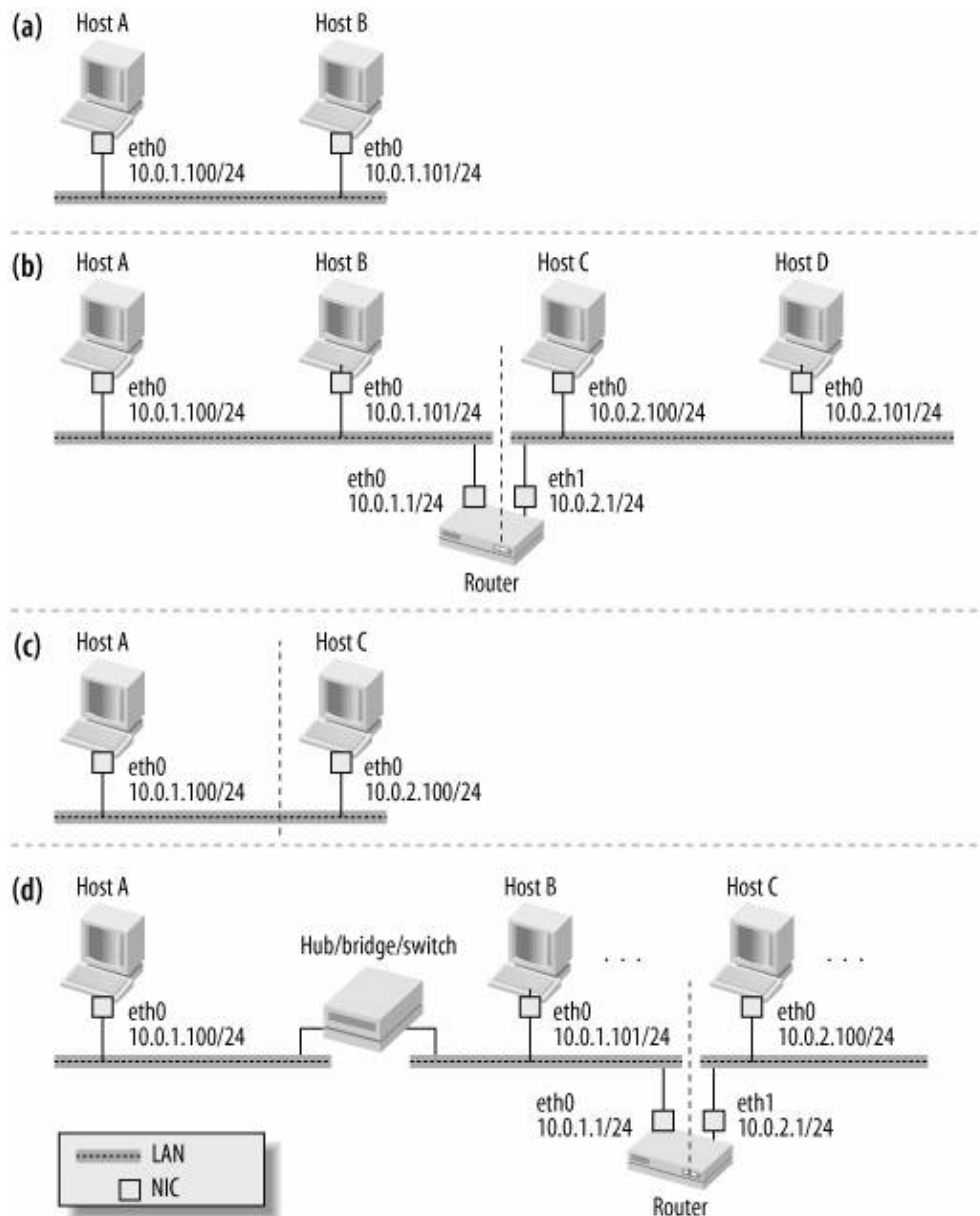 (a)
Host A
Host B
eth0
10.0.1.100/24
eth0
10.0.1.101/24
(b)
Host A
Host B
Host C
Host D
eth0
10.0.1.100/24
eth0
10.0.1.101/24
eth0
10.0.2.100/24
eth0
10.0.2.101/24
eth0
10.0.1.1/24
eth1
10.0.2.1/24
Router
(c)
Host A
Host C
eth0
10.0.1.100/24
eth0
10.0.2.100/24
(d)
Host A
Hub/bridge/switch
Host B
. . .
Host C
. . .
eth0
10.0.1.100/24
eth0
10.0.1.101/24
eth0
10.0.2.100/24
eth0
10.0.1.1/24
eth1
10.0.2.1/24
Router
LAN
NIC